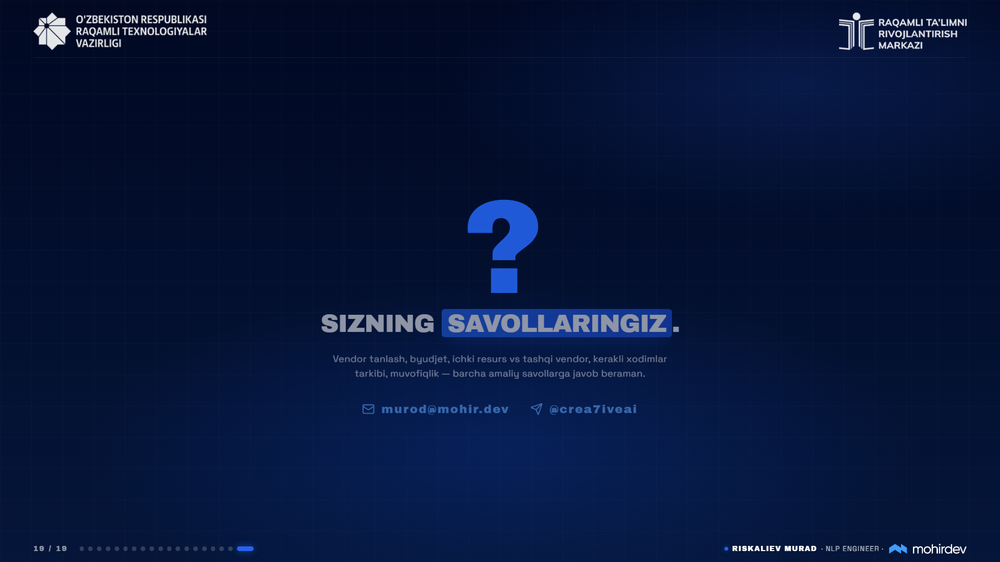 O'ZBEKISTON RESPUBLIKASI
RAQAMLI TEXNOLOGIYALAR
VAZIRLIGI
RAQAMLI TA'LIMNI
RIVOJLANTIRISH
MARKAZI
?
SIZNING SAVOLLARINGIZ.
Vendor tanlash, byudjet, ichki resurs vs tashqi vendor, kerakli xodimlar
tarkibi, muvofiqlik — barcha amaliy savollarga javob beraman.
murod@mohir.dev @crea7iveai
19 / 19
RISKALIEV MURAD · NLP ENGINEER · mohirdev